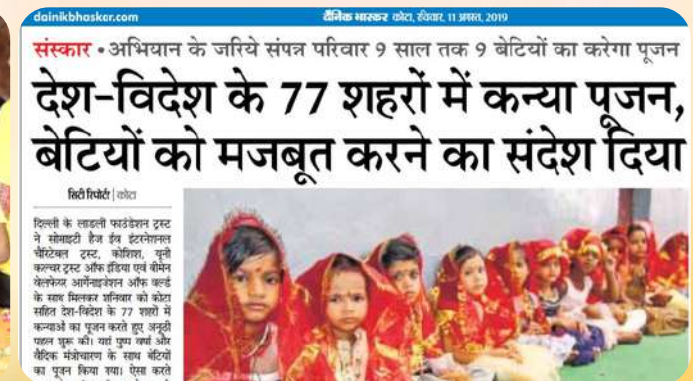 dainikbhaskar.com
दैनिक भास्कर कोटा, रविवार, 11 अगस्त, 2019
संस्कार • अभियान के जरिये संपन्न परिवार 9 साल तक 9 बेटियों का करेगा पूजन
देश-विदेश के 77 शहरों में कन्या पूजन,
बेटियों को मजबूत करने का संदेश दिया
सिटी रिपोर्टर | कोटा
दिल्ली के लाडली फाउंडेशन ट्रस्ट
ने सोसाइटी हैज ईव इंटरनेशनल
चैरिटेबल ट्रस्ट, कोशिश, यूनी
कल्चर ट्रस्ट ऑफ इंडिया एवं वीमेन
वेलफेयर आर्गेनाइजेशन ऑफ वर्ल्ड
के साथ मिलकर शनिवार को कोटा
सहित देश-विदेश के 77 शहरों में
कन्याओं का पूजन करते हुए अनूठी
पहल शुरू की। यहां पुष्प वर्षा और
वैदिक मंत्रोचारण के साथ बेटियों
का पूजन किया गया। ऐसा करते